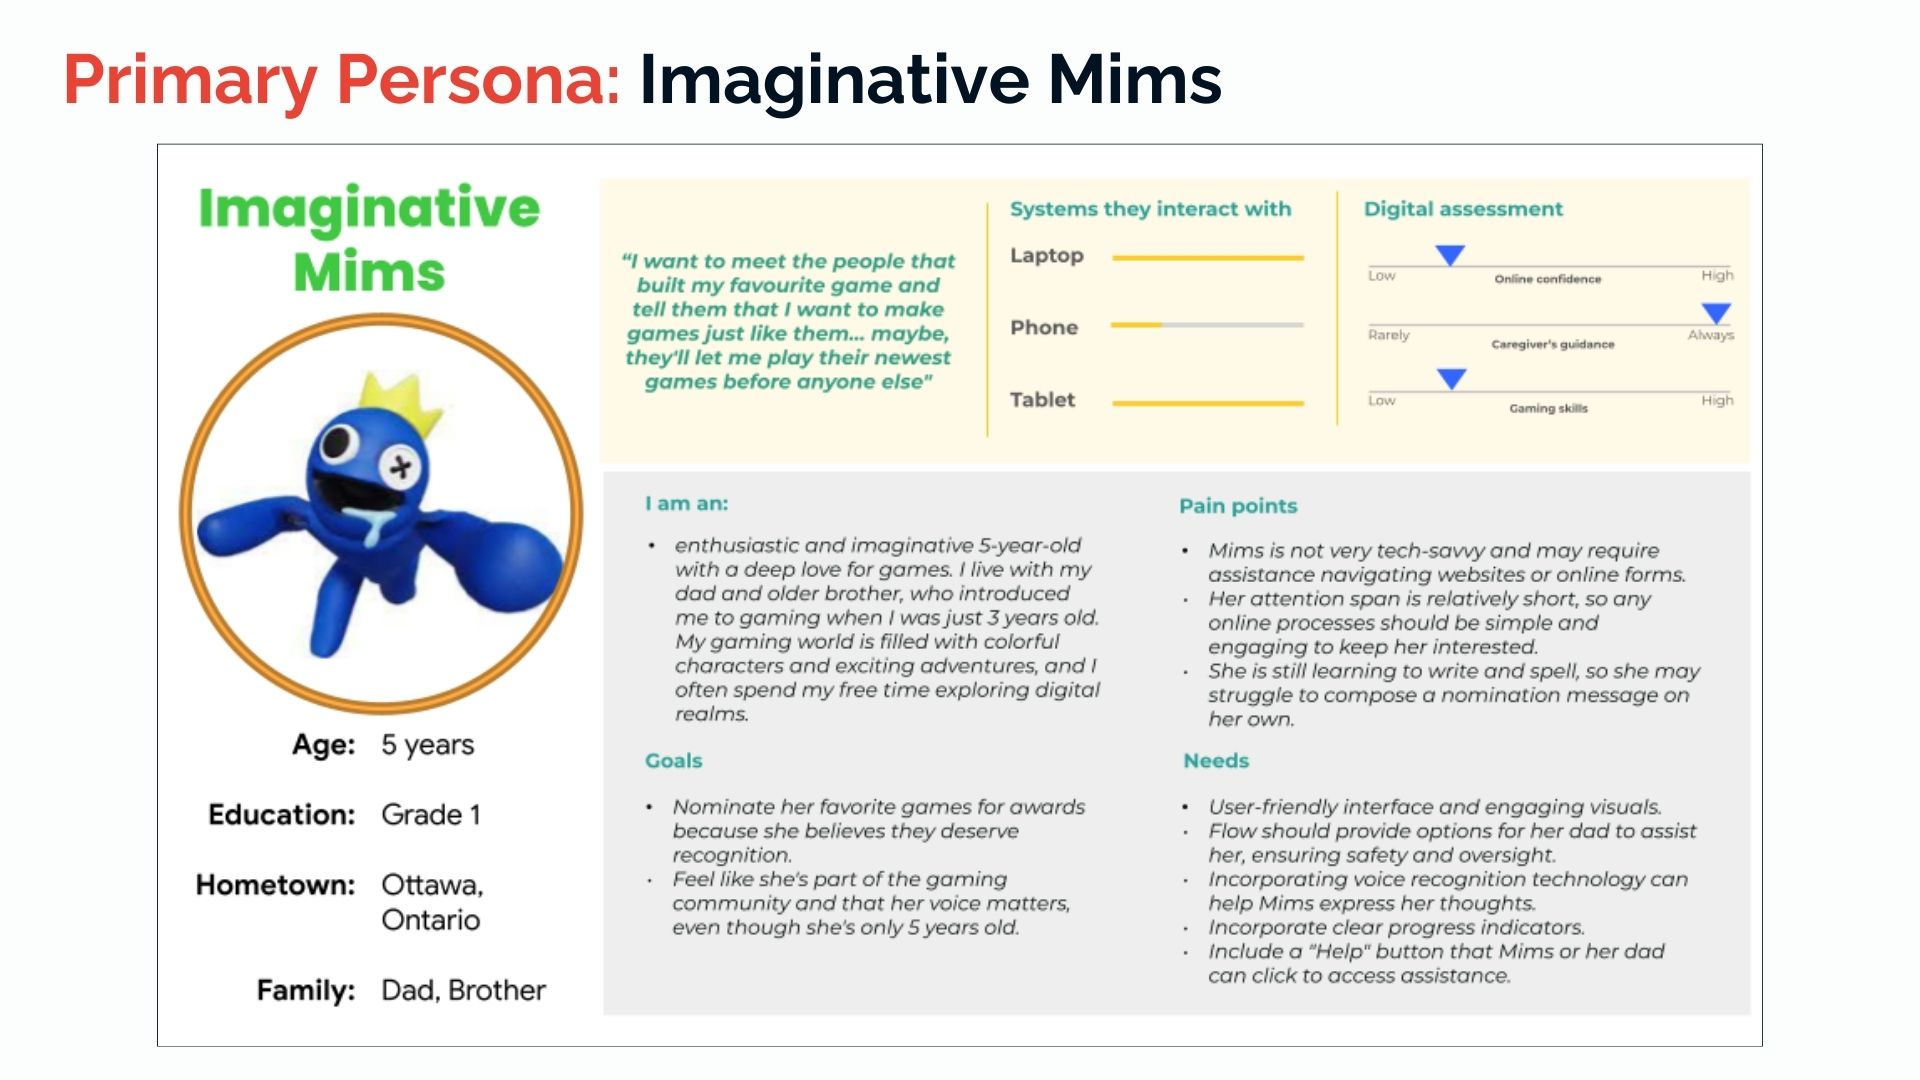 Primary Persona: Imaginative Mims
Imaginative
Mims
Age: 5 years
Education: Grade 1
Hometown: Ottawa,
Ontario
Family: Dad, Brother
“I want to meet the people that
built my favourite game and
tell them that I want to make
games just like them... maybe,
they'll let me play their newest
games before anyone else"
Systems they interact with
Laptop
Phone
Tablet
Digital assessment
Low Online confidence High
Rarely Caregiver's guidance Always
Low Gaming skills High
I am an:
• enthusiastic and imaginative 5-year-old
with a deep love for games. I live with my
dad and older brother, who introduced
me to gaming when I was just 3 years old.
My gaming world is filled with colorful
characters and exciting adventures, and I
often spend my free time exploring digital
realms.
Goals
• Nominate her favorite games for awards
because she believes they deserve
recognition.
• Feel like she's part of the gaming
community and that her voice matters,
even though she's only 5 years old.
Pain points
• Mims is not very tech-savvy and may require
assistance navigating websites or online forms.
• Her attention span is relatively short, so any
online processes should be simple and
engaging to keep her interested.
• She is still learning to write and spell, so she may
struggle to compose a nomination message on
her own.
Needs
• User-friendly interface and engaging visuals.
• Flow should provide options for her dad to assist
her, ensuring safety and oversight.
• Incorporating voice recognition technology can
help Mims express her thoughts.
• Incorporate clear progress indicators.
• Include a "Help" button that Mims or her dad
can click to access assistance.